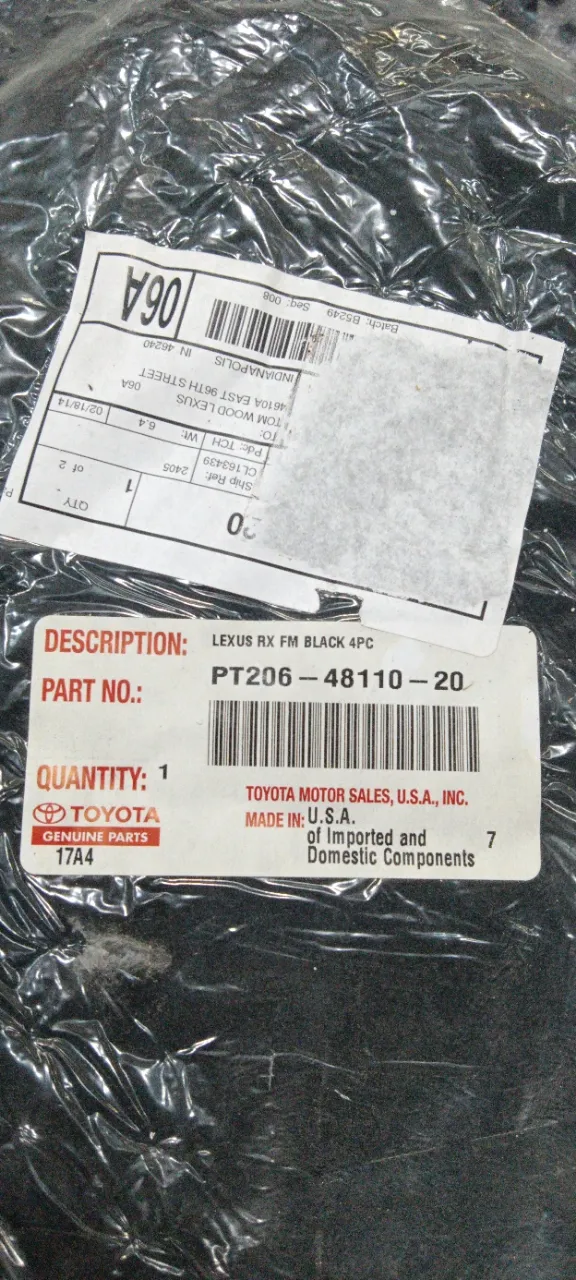 Batch: B5249
Seq: 008
06A
INDIANAPOLIS IN 46240
4610A EAST 96TH STREET
TOM WOOD LEXUS 06A
TO:
Pdc: TCH Wt: 6.4 02/18/14
CL163439
Ship Ref: 2405
1 of 2
QTY
20
DESCRIPTION: LEXUS RX FM BLACK 4PC
PART NO.: PT206-48110-20
QUANTITY: 1
TOYOTA MOTOR SALES, U.S.A., INC.
TOYOTA
GENUINE PARTS
MADE IN: U.S.A.
of Imported and
Domestic Components 7
17A4